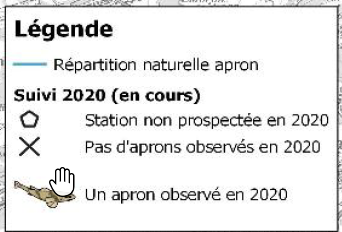 Légende
Répartition naturelle apron
Suivi 2020 (en cours)
Station non prospectée en 2020
Pas d'aprons observés en 2020
Un apron observé en 2020